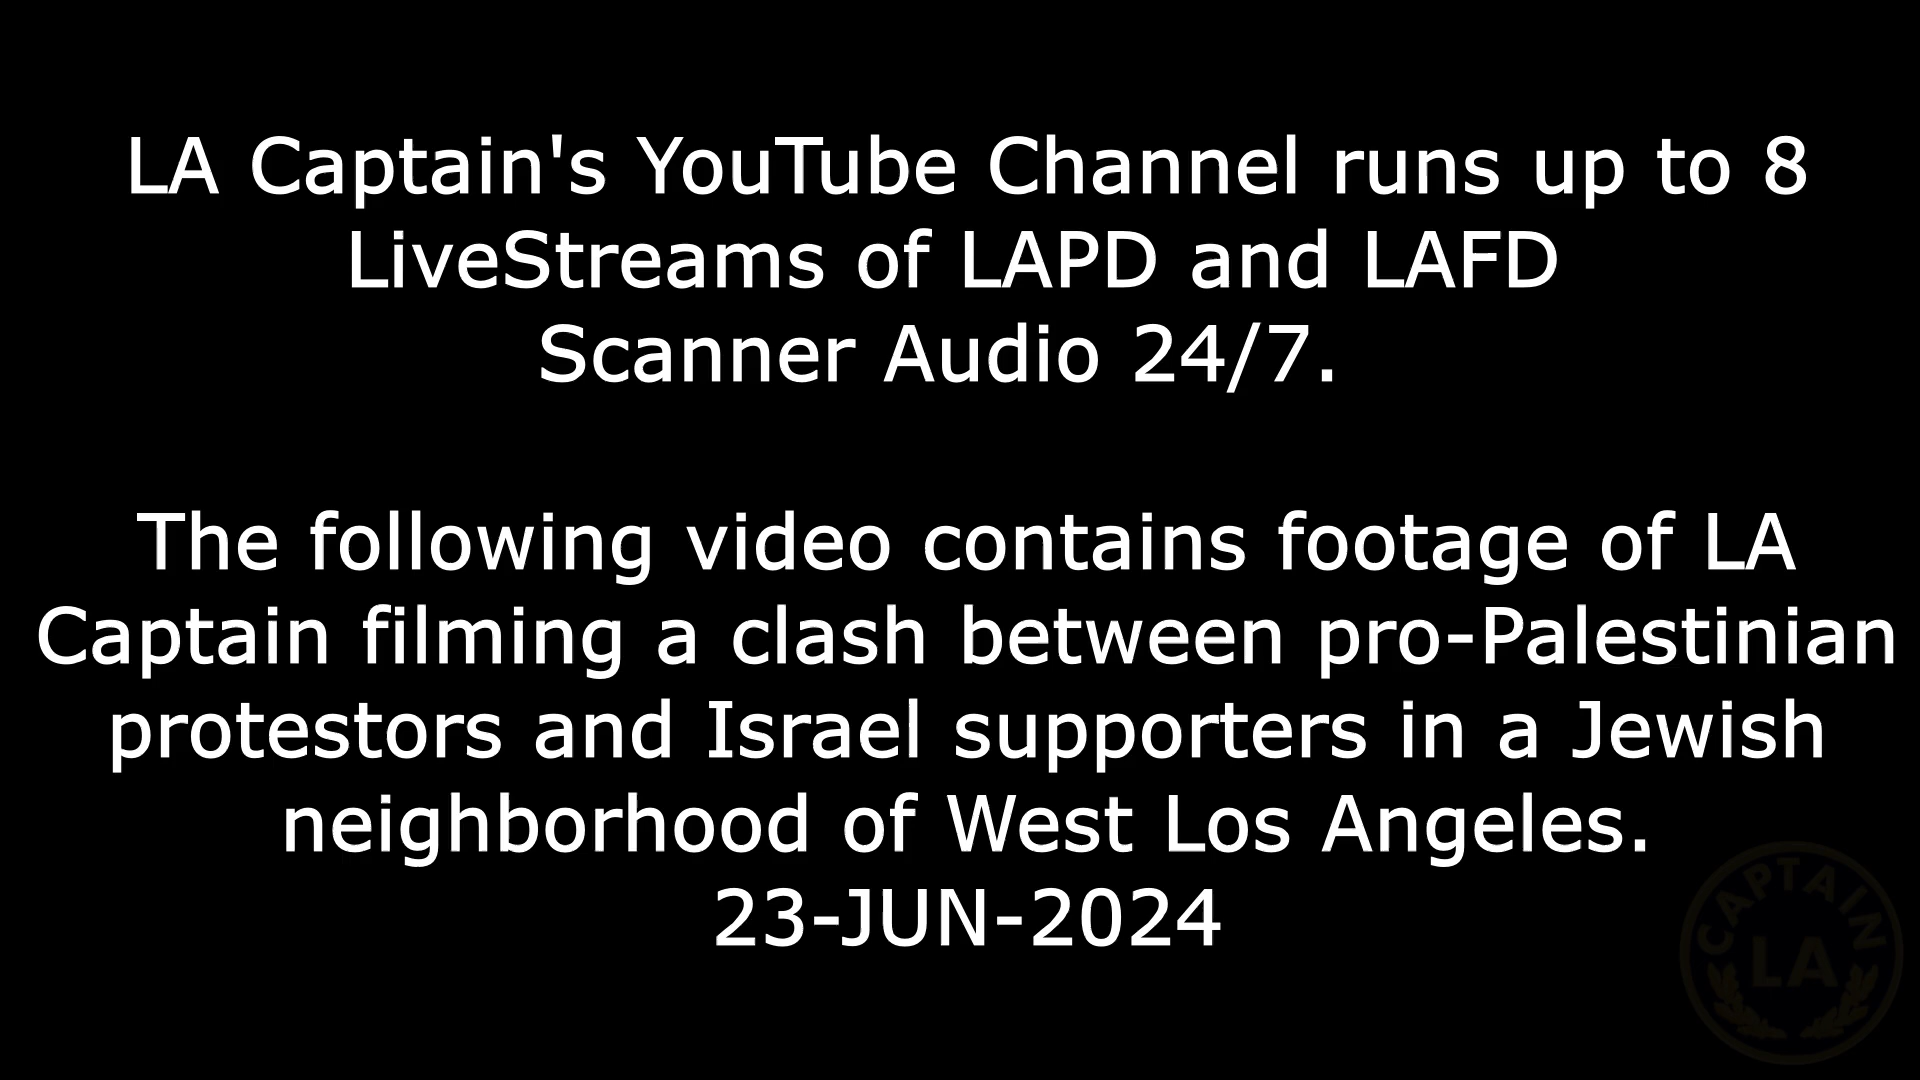 LA Captain's YouTube Channel runs up to 8
LiveStreams of LAPD and LAFD
Scanner Audio 24/7.
The following video contains footage of LA
Captain filming a clash between pro-Palestinian
protestors and Israel supporters in a Jewish
neighborhood of West Los Angeles.
23-JUN-2024
CAPTAIN
LA